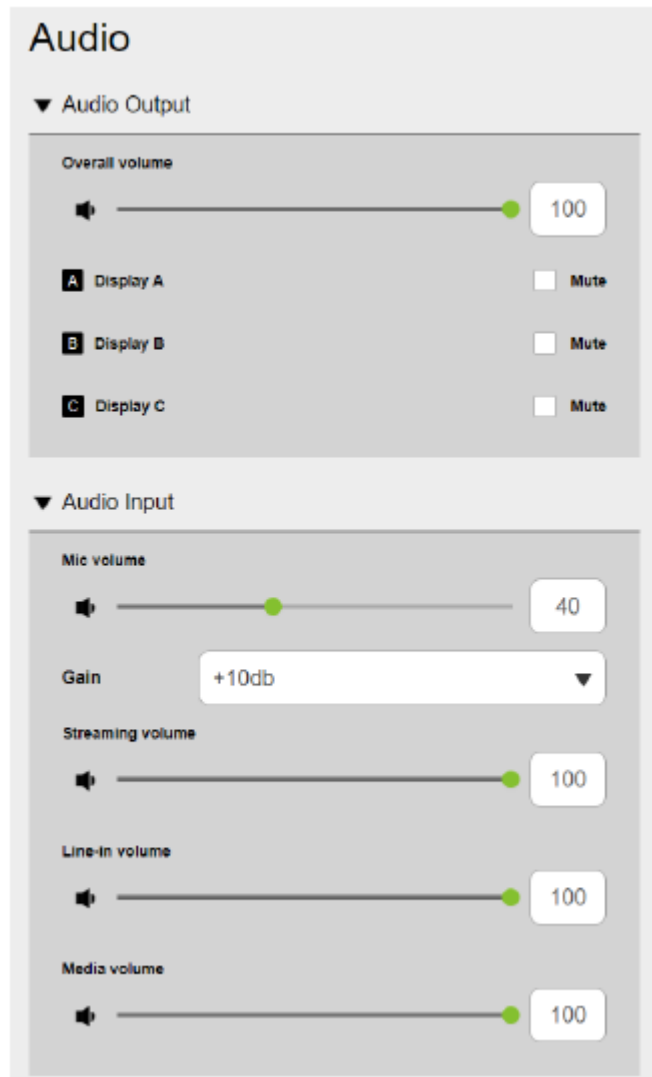 Audio
Audio Output
Overall volume
100
A Display A Mute
B Display B Mute
C Display C Mute
Audio Input
Mic volume
40
Gain +10db
Streaming volume
100
Line-in volume
100
Media volume
100